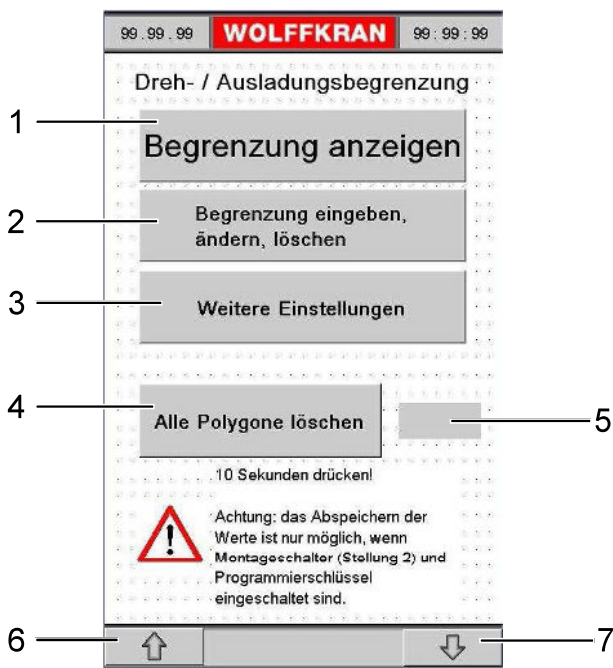 99.99.99 WOLFFKRAN 99:99:99
Dreh- / Ausladungsbegrenzung
1
Begrenzung anzeigen
2
Begrenzung eingeben,
ändern, löschen
3
Weitere Einstellungen
4
Alle Polygone löschen
5
10 Sekunden drücken!
Achtung: das Abspeichern der
Werte ist nur möglich, wenn
Montageschalter (Stellung 2) und
Programmierschlüssel
eingeschaltet sind.
6
7